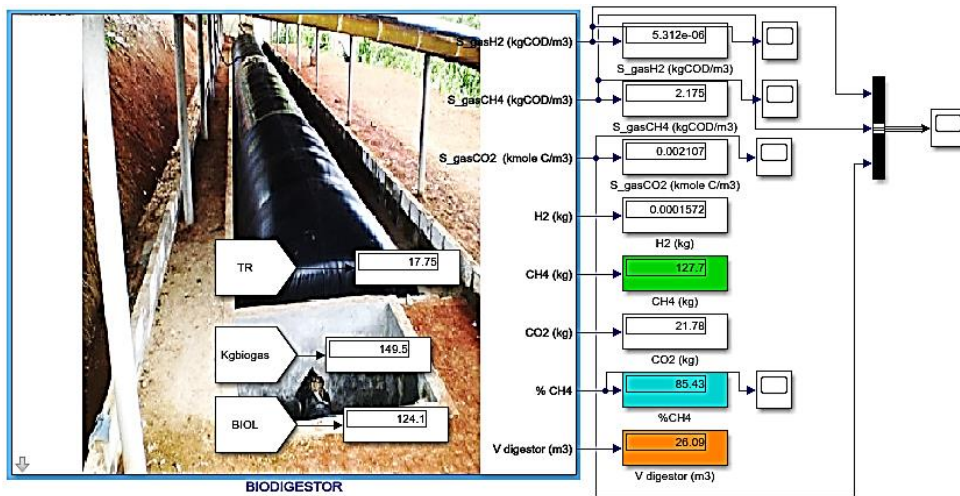 S_gasH2 (kgCOD/m3)
5.312e-06
S_gasH2 (kgCOD/m3)
S_gasCH4 (kgCOD/m3)
2.175
S_gasCH4 (kgCOD/m3)
S_gasCO2 (kmole C/m3)
0.002107
S_gasCO2 (kmole C/m3)
H2 (kg)
0.0001572
H2 (kg)
CH4 (kg)
127.7
CH4 (kg)
CO2 (kg)
21.78
CO2 (kg)
% CH4
85.43
%CH4
V digestor (m3)
26.09
V digestor (m3)
TR
17.75
Kgbiogas
149.5
BIOL
124.1
BIODIGESTOR